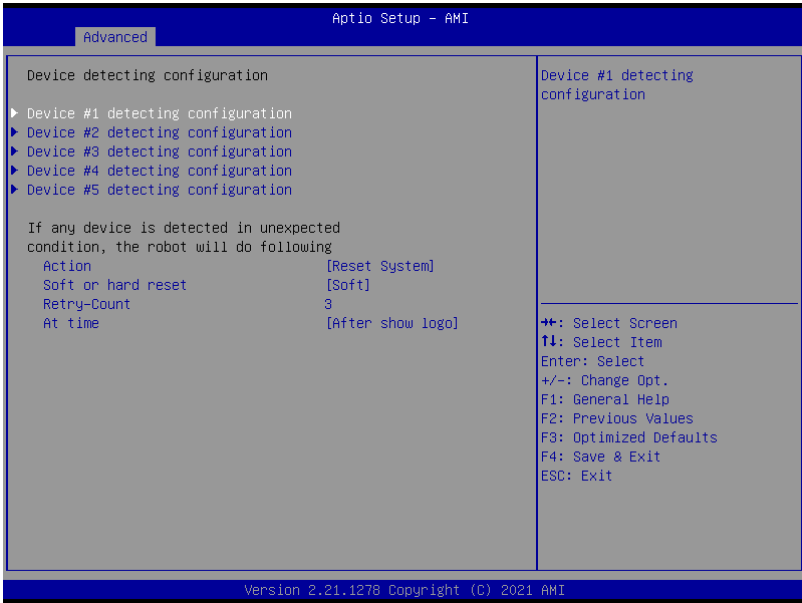 Aptio Setup – AMI
Advanced
Device detecting configuration
Device #1 detecting configuration
Device #2 detecting configuration
Device #3 detecting configuration
Device #4 detecting configuration
Device #5 detecting configuration
If any device is detected in unexpected
condition, the robot will do following
Action [Reset System]
Soft or hard reset [Soft]
Retry-Count 3
At time [After show logo]
Device #1 detecting
configuration
→←: Select Screen
↑↓: Select Item
Enter: Select
+/-: Change Opt.
F1: General Help
F2: Previous Values
F3: Optimized Defaults
F4: Save & Exit
ESC: Exit
Version 2.21.1278 Copyright (C) 2021 AMI